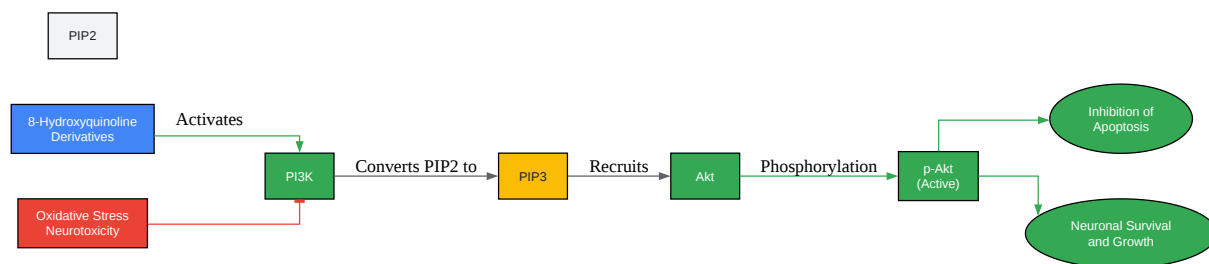 PIP2
8-Hydroxyquinoline
Derivatives
Activates
PI3K
Converts PIP2 to
PIP3
Recruits
Akt
Phosphorylation
p-Akt
(Active)
Inhibition of
Apoptosis
Oxidative Stress
Neurotoxicity
Neuronal Survival
and Growth